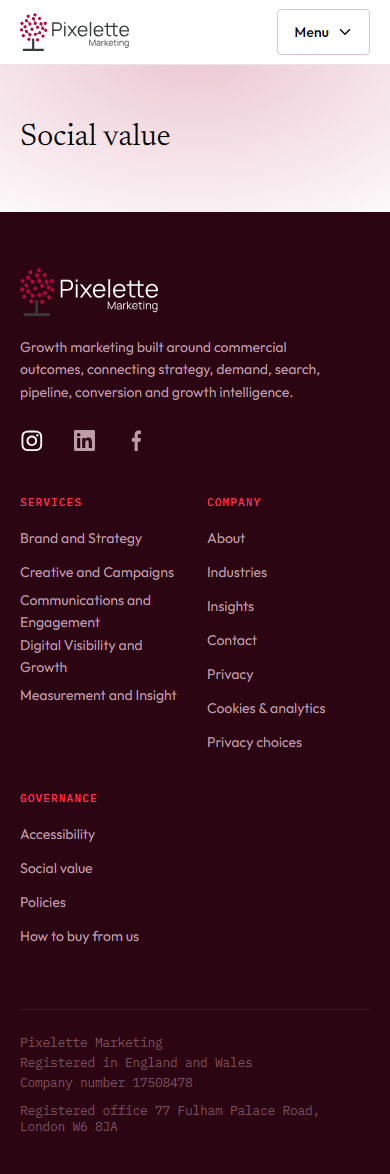 Pixelette
Marketing
Menu
Social value
Pixelette
Marketing
Growth marketing built around commercial
outcomes, connecting strategy, demand, search,
pipeline, conversion and growth intelligence.
SERVICES
Brand and Strategy
Creative and Campaigns
Communications and
Engagement
Digital Visibility and
Growth
Measurement and Insight
COMPANY
About
Industries
Insights
Contact
Privacy
Cookies & analytics
Privacy choices
GOVERNANCE
Accessibility
Social value
Policies
How to buy from us
Pixelette Marketing
Registered in England and Wales
Company number 17508478
Registered office 77 Fulham Palace Road,
London W6 8JA